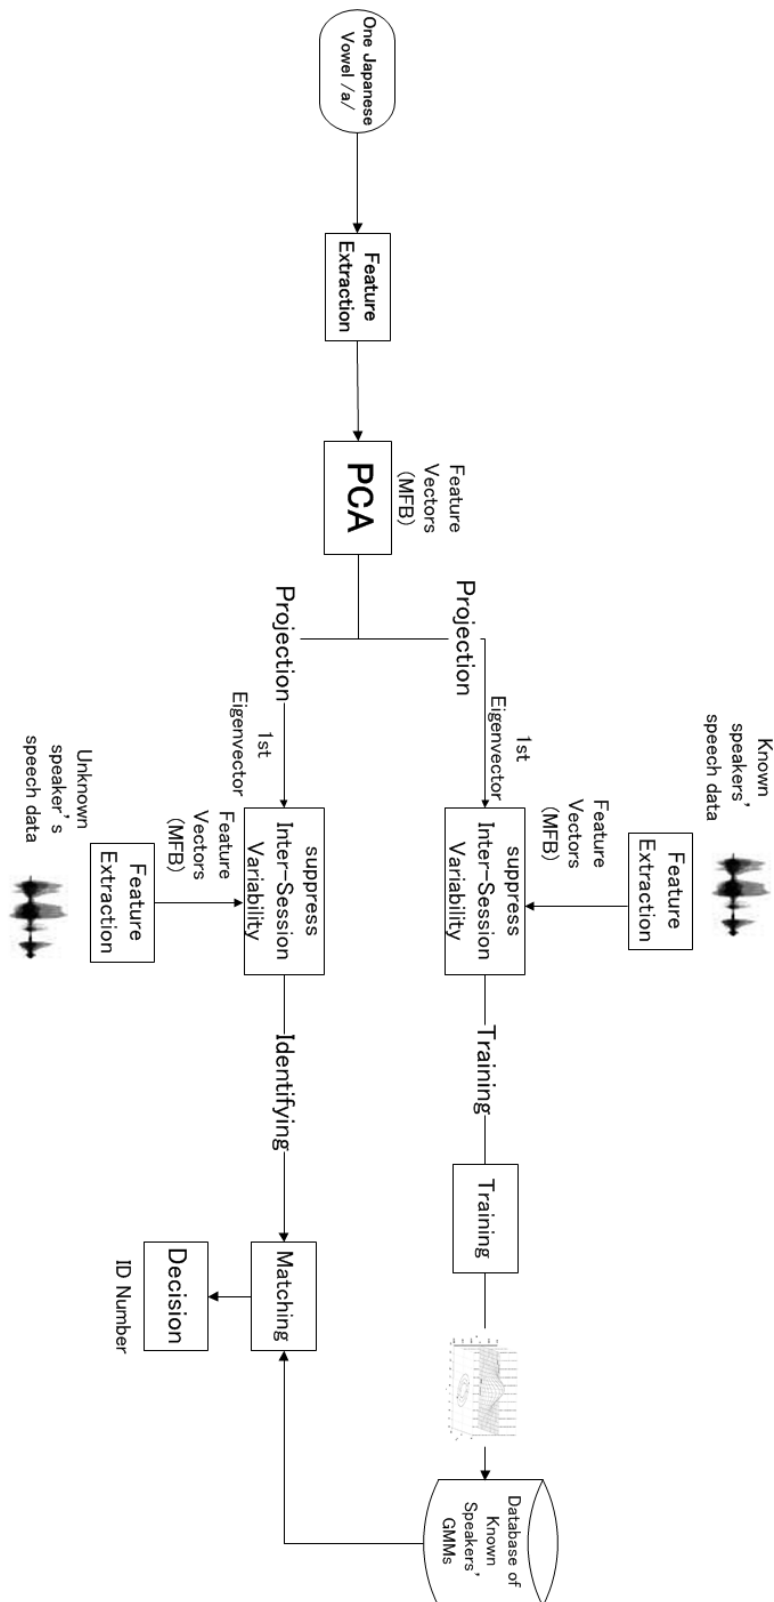 One Japanese
Vowel /a/
Feature
Extraction
Feature
Vectors
(MFB)
PCA
Projection
1st
Eigenvector
Known
speakers'
speech data
Feature
Extraction
Feature
Vectors
(MFB)
suppress
Inter-Session
Variability
Training
Training
Database of
Known
Speakers'
GMMs
Projection
1st
Eigenvector
suppress
Inter-Session
Variability
Feature
Vectors
(MFB)
Feature
Extraction
Unknown
speaker's
speech data
Identifying
Matching
Decision
ID Number